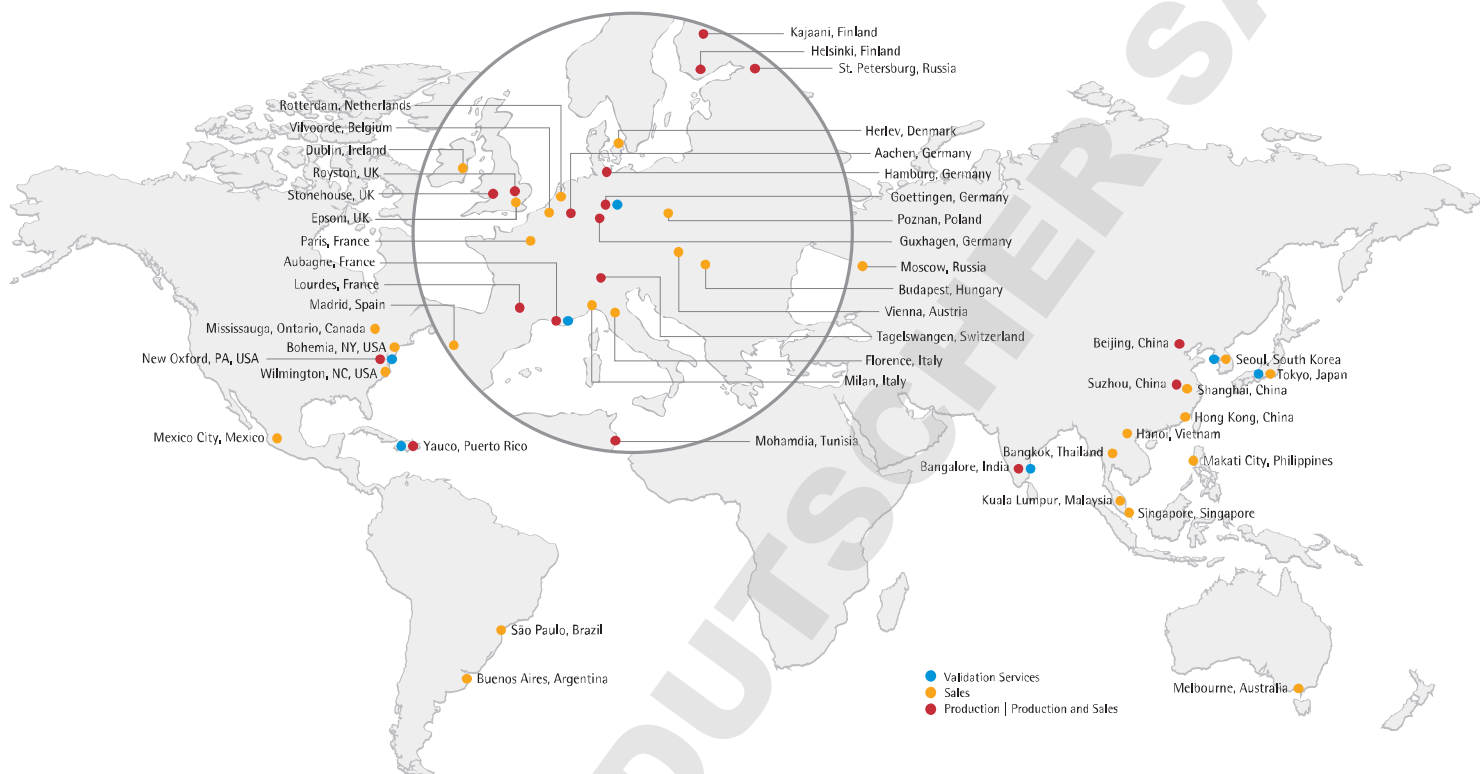 Kajaani, Finland
Helsinki, Finland
St. Petersburg, Russia
Rotterdam, Netherlands
Vilvoorde, Belgium
Dublin, Ireland
Royston, UK
Stonehouse, UK
Epsom, UK
Paris, France
Aubagne, France
Lourdes, France
Madrid, Spain
Herlev, Denmark
Aachen, Germany
Hamburg, Germany
Goettingen, Germany
Poznan, Poland
Guxhagen, Germany
Moscow, Russia
Budapest, Hungary
Vienna, Austria
Tagelswangen, Switzerland
Florence, Italy
Milan, Italy
Mohamdia, Tunisia
Mississauga, Ontario, Canada
Bohemia, NY, USA
New Oxford, PA, USA
Wilmington, NC, USA
Mexico City, Mexico
Yauco, Puerto Rico
São Paulo, Brazil
Buenos Aires, Argentina
Beijing, China
Seoul, South Korea
Tokyo, Japan
Suzhou, China
Shanghai, China
Hong Kong, China
Hanoi, Vietnam
Bangkok, Thailand
Makati City, Philippines
Bangalore, India
Kuala Lumpur, Malaysia
Singapore, Singapore
Melbourne, Australia
Validation Services
Sales
Production | Production and Sales
DUTSCHER SA